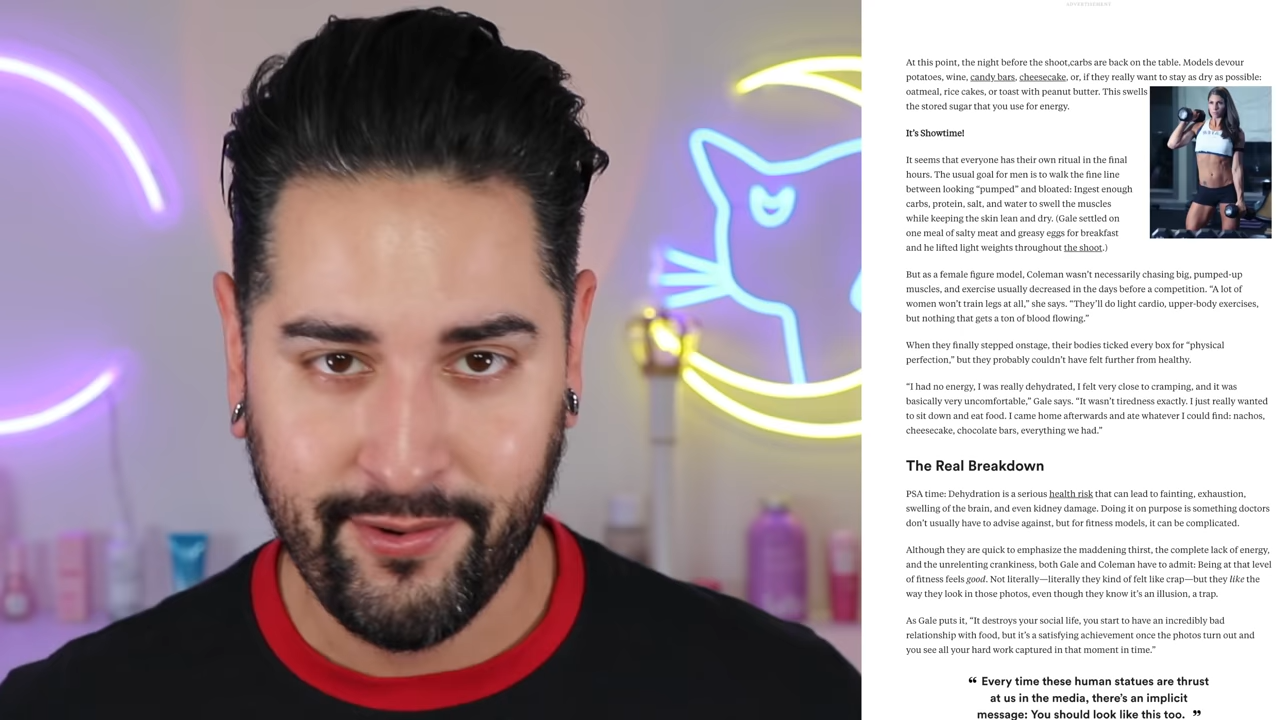 ADVERTISEMENT
At this point, the night before the shoot,carbs are back on the table. Models devour
potatoes, wine, candy bars, cheesecake, or, if they really want to stay as dry as possible:
oatmeal, rice cakes, or toast with peanut butter. This swells
the stored sugar that you use for energy.
It’s Showtime!
It seems that everyone has their own ritual in the final
hours. The usual goal for men is to walk the fine line
between looking “pumped” and bloated: Ingest enough
carbs, protein, salt, and water to swell the muscles
while keeping the skin lean and dry. (Gale settled on
one meal of salty meat and greasy eggs for breakfast
and he lifted light weights throughout the shoot.)
But as a female figure model, Coleman wasn’t necessarily chasing big, pumped-up
muscles, and exercise usually decreased in the days before a competition. “A lot of
women won’t train legs at all,” she says. “They’ll do light cardio, upper-body exercises,
but nothing that gets a ton of blood flowing.”
When they finally stepped onstage, their bodies ticked every box for “physical
perfection,” but they probably couldn’t have felt further from healthy.
“I had no energy, I was really dehydrated, I felt very close to cramping, and it was
basically very uncomfortable,” Gale says. “It wasn’t tiredness exactly. I just really wanted
to sit down and eat food. I came home afterwards and ate whatever I could find: nachos,
cheesecake, chocolate bars, everything we had.”
The Real Breakdown
PSA time: Dehydration is a serious health risk that can lead to fainting, exhaustion,
swelling of the brain, and even kidney damage. Doing it on purpose is something doctors
don’t usually have to advise against, but for fitness models, it can be complicated.
Although they are quick to emphasize the maddening thirst, the complete lack of energy,
and the unrelenting crankiness, both Gale and Coleman have to admit: Being at that level
of fitness feels good. Not literally—literally they kind of felt like crap—but they like the
way they look in those photos, even though they know it’s an illusion, a trap.
As Gale puts it, “It destroys your social life, you start to have an incredibly bad
relationship with food, but it’s a satisfying achievement once the photos turn out and
you see all your hard work captured in that moment in time.”
“ Every time these human statues are thrust
at us in the media, there’s an implicit
message: You should look like this too. ”